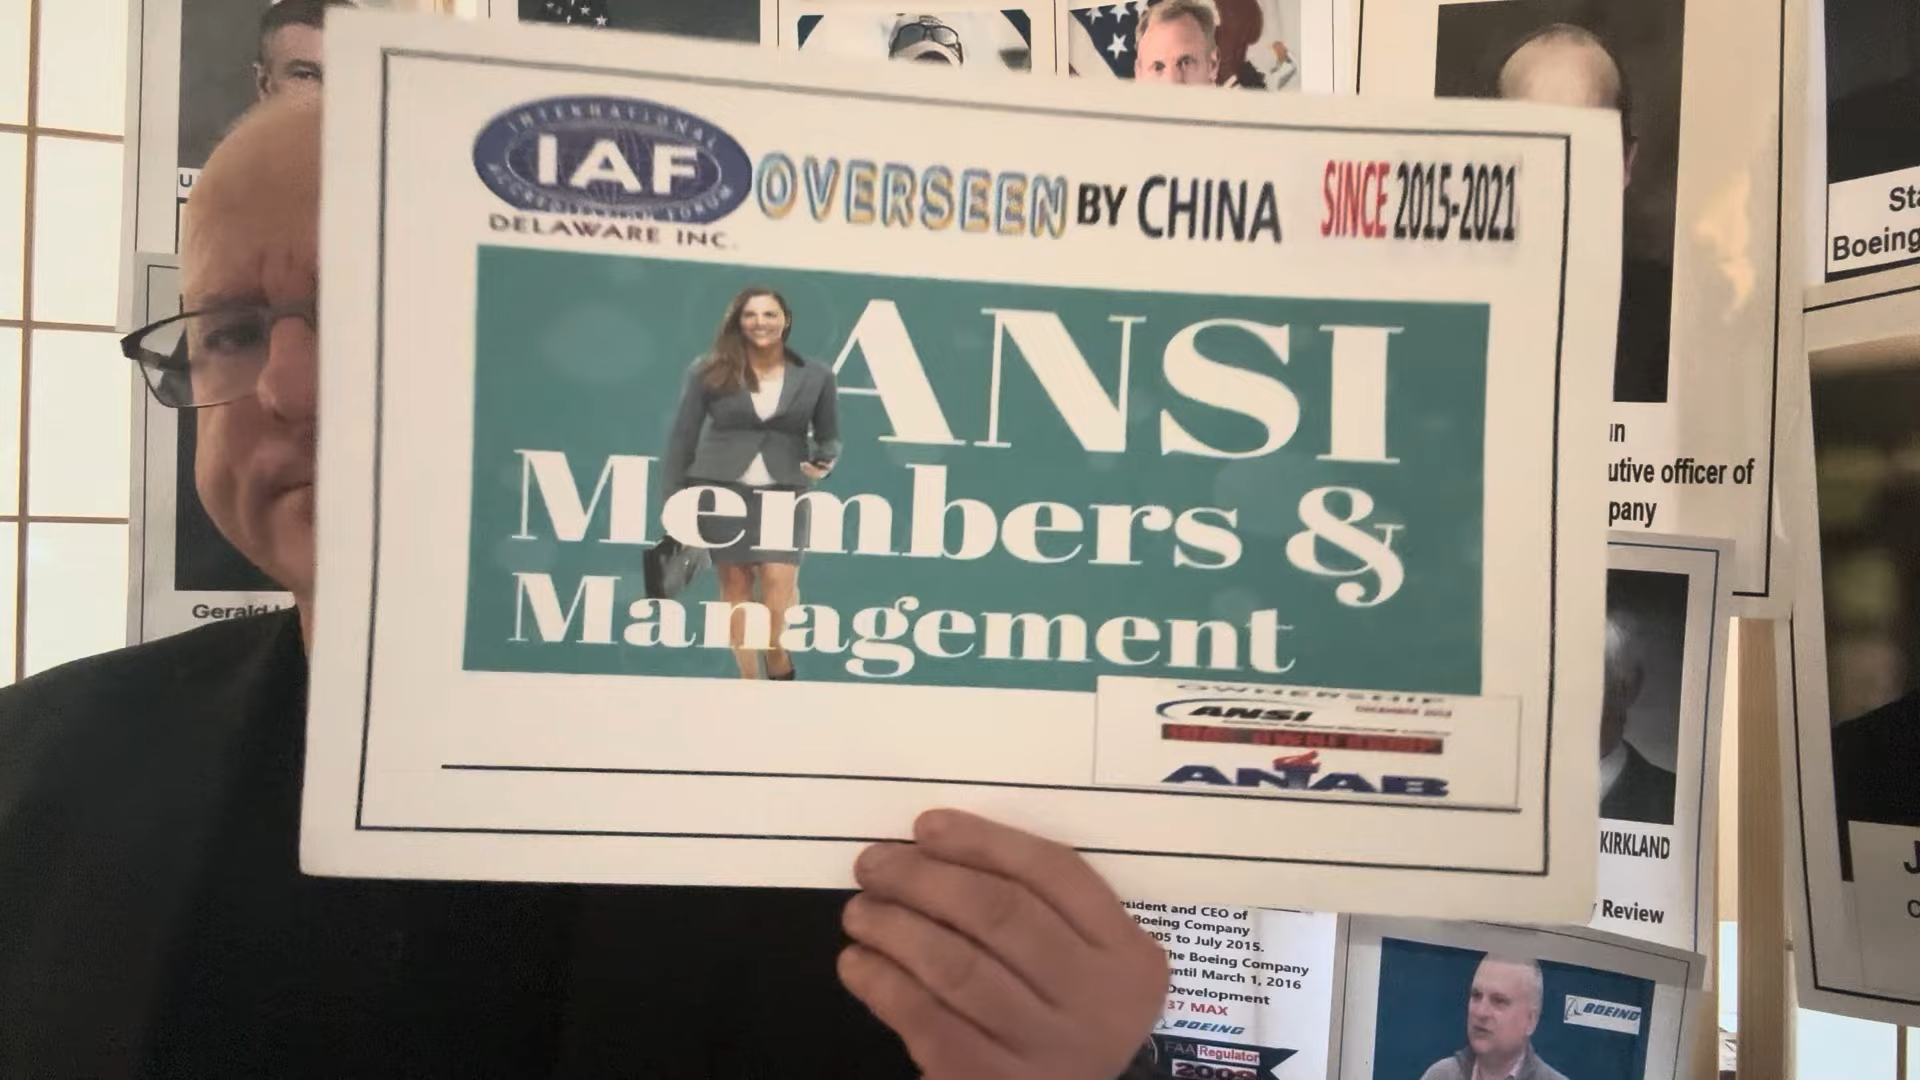 INTERNATIONAL
IAF
DELAWARE INC.
OVERSEEN BY CHINA
SINCE 2015-2021
ANSI
Members &
Management
OWNERSHIP
ANSI
ANAB
Gerald
utive officer of
pany
Boeing
KIRKLAND
Review
esident and CEO of
Boeing Company
005 to July 2015.
the Boeing Company
until March 1, 2016
Development
37 MAX
BOEING
FAA Regulator
2009
BOEING